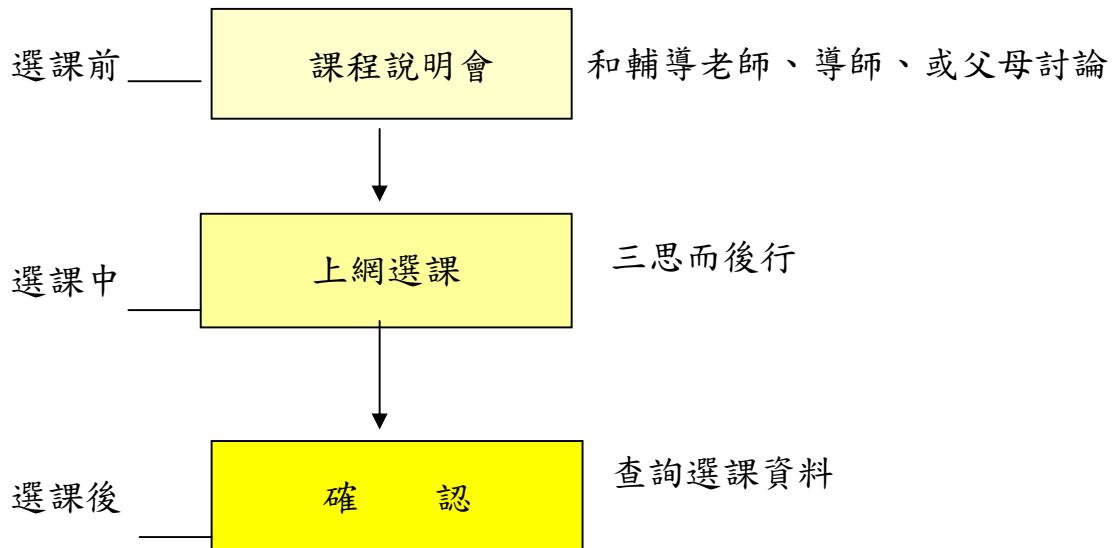 選課前 課程說明會 和輔導老師、導師、或父母討論
選課中 上網選課 三思而後行
選課後 確 認 查詢選課資料